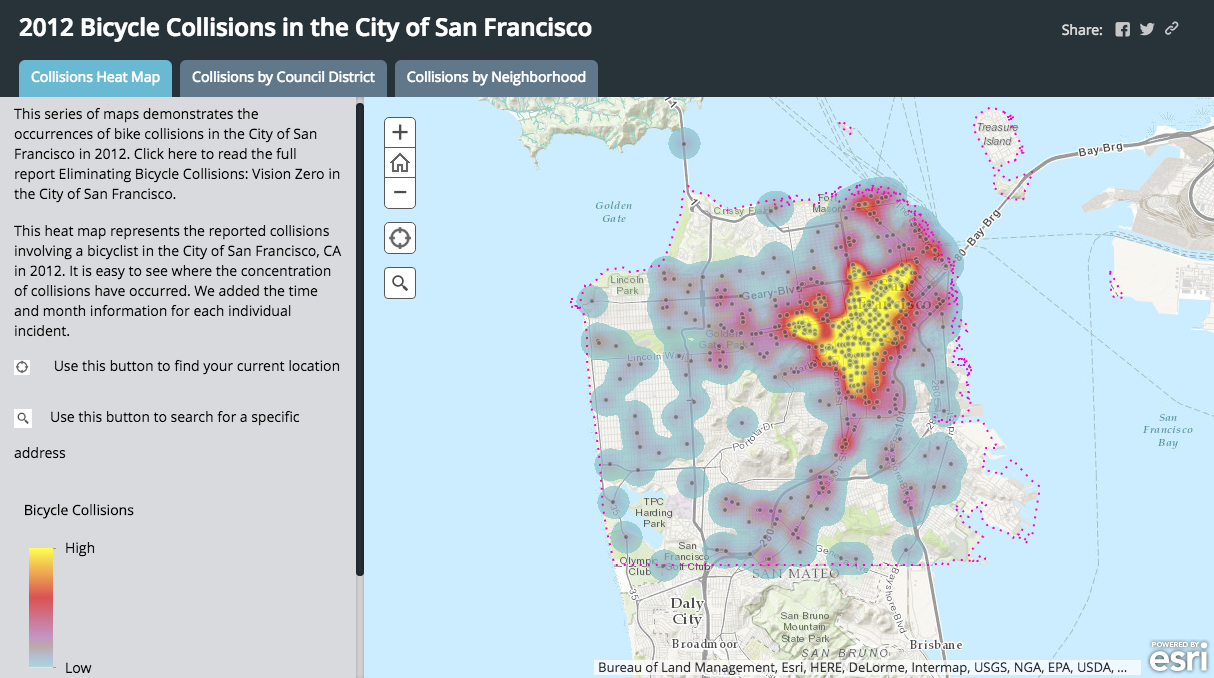 2012 Bicycle Collisions in the City of San Francisco
Share:
Collisions Heat Map
Collisions by Council District
Collisions by Neighborhood
This series of maps demonstrates the
occurrences of bike collisions in the City of San
Francisco in 2012. Click here to read the full
report Eliminating Bicycle Collisions: Vision Zero in
the City of San Francisco.
This heat map represents the reported collisions
involving a bicyclist in the City of San Francisco, CA
in 2012. It is easy to see where the concentration
of collisions have occurred. We added the time
and month information for each individual
incident.
Use this button to find your current location
Use this button to search for a specific
address
Bicycle Collisions
High
Low
+
−
Treasure
Island
Bay Brg
Golden
Gate
Crissy Field
Fort
Mason
80-Bay-Brg
Lincoln
Park
Geary-Blvd
Francisco
Golden
Gate Park
Lincoln Way
Portola-Dr
San
Francisco
Bay
TPC
Harding
Park
San
Francisco
Golf Club
Olympic
Club
35
SAN MATEO
Daly
City
Bayshore Blvd
San Bruno
Mountain
State Park
Broadmoor
Brisbane
SAN BRUNO
Bureau of Land Management, Esri, HERE, DeLorme, Intermap, USGS, NGA, EPA, USDA, ...
POWERED BY
esri